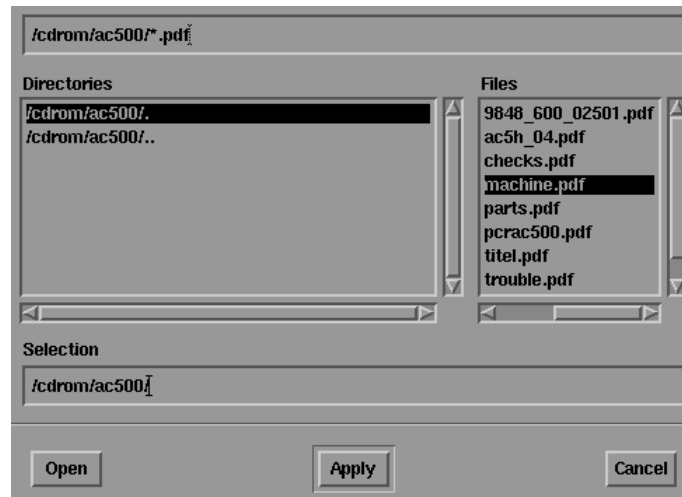 /cdrom/ac500/*.pdf
Directories
/cdrom/ac500/.
/cdrom/ac500/..
Files
9848_600_02501.pdf
ac5h_04.pdf
checks.pdf
machine.pdf
parts.pdf
pcrac500.pdf
titel.pdf
trouble.pdf
Selection
/cdrom/ac500/
Open
Apply
Cancel